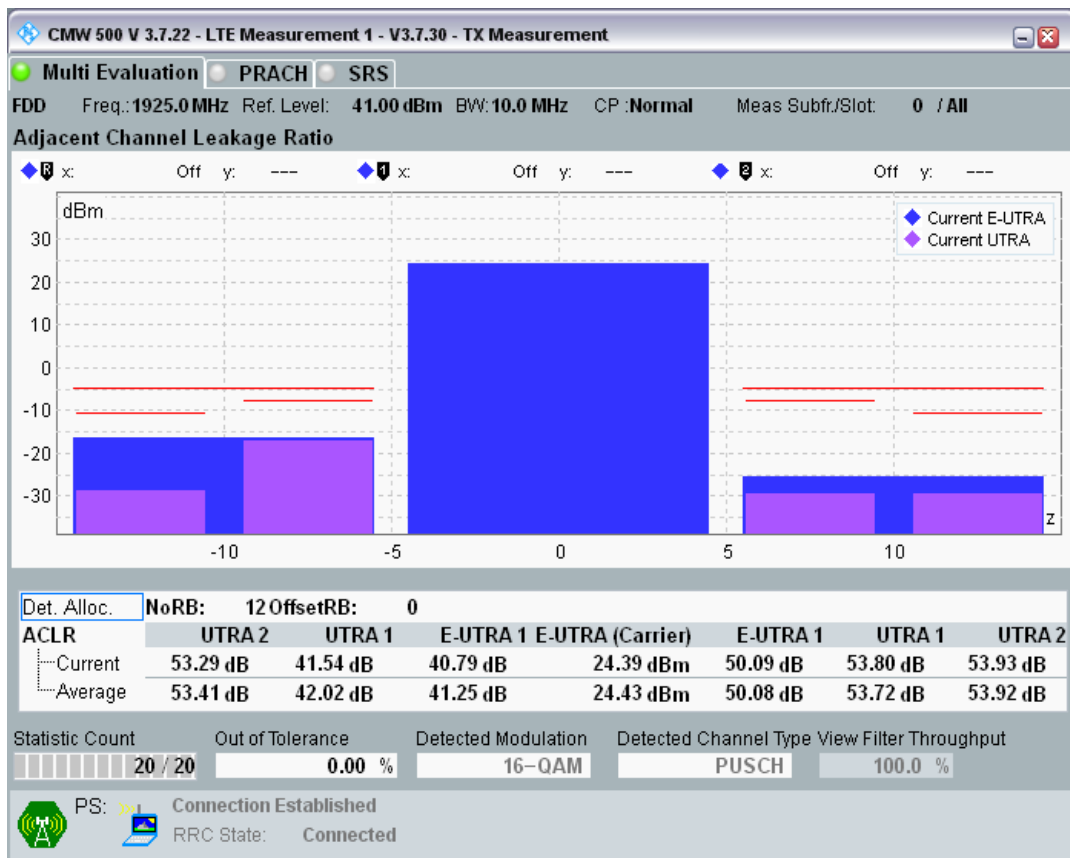 CMW 500 V 3.7.22 - LTE Measurement 1 - V3.7.30 - TX Measurement
Multi Evaluation PRACH SRS
FDD Freq.: 1925.0 MHz Ref. Level: 41.00 dBm BW: 10.0 MHz CP :Normal Meas Subfr./Slot: 0 / All
Adjacent Channel Leakage Ratio
R x: Off y: --- 1 x: Off y: --- 2 x: Off y: ---
dBm
Current E-UTRA
Current UTRA
30
20
10
0
-10
-20
-30
z
-10 -5 0 5 10
Det. Alloc. NoRB: 12 OffsetRB: 0
ACLR UTRA 2 UTRA 1 E-UTRA 1 E-UTRA (Carrier) E-UTRA 1 UTRA 1 UTRA 2
Current 53.29 dB 41.54 dB 40.79 dB 24.39 dBm 50.09 dB 53.80 dB 53.93 dB
Average 53.41 dB 42.02 dB 41.25 dB 24.43 dBm 50.08 dB 53.72 dB 53.92 dB
Statistic Count Out of Tolerance Detected Modulation Detected Channel Type View Filter Throughput
20 / 20 0.00 % 16-QAM PUSCH 100.0 %
PS: Connection Established
RRC State: Connected